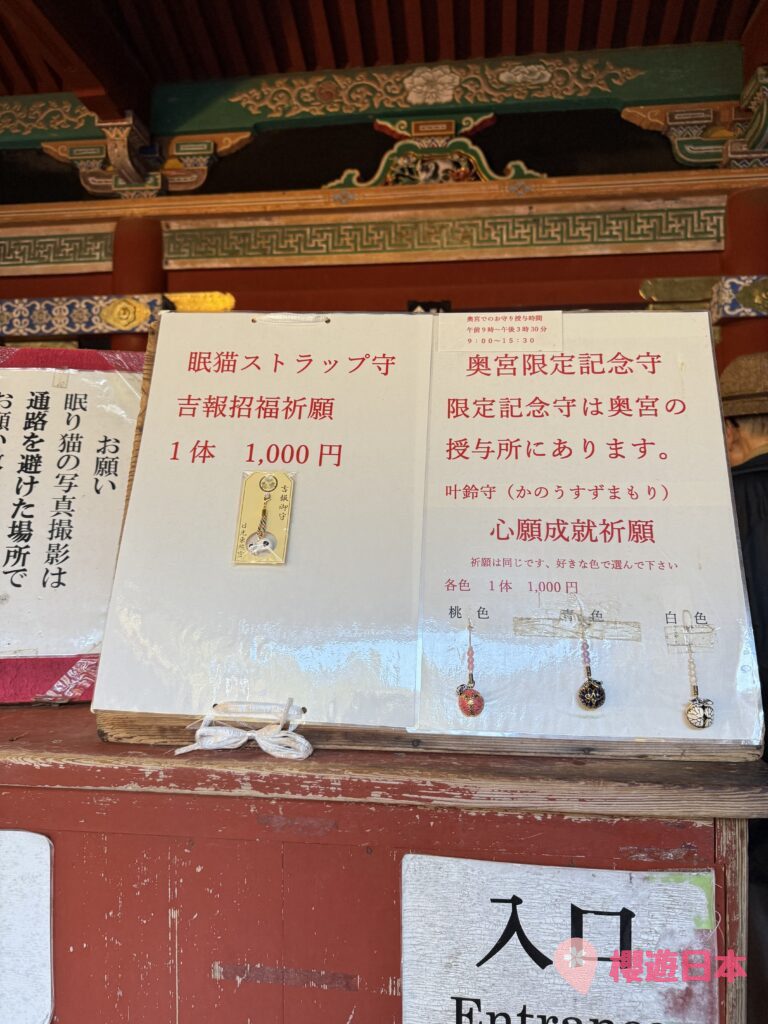 お願い
眠り猫の写真撮影は
通路を避けた場所で
眠猫ストラップ守
吉報招福祈願
1体 1,000円
吉報御守
日光東照宮
奥宮でのお守り授与時間
午前9時～午後3時30分
9：00～15：30
奥宮限定記念守
限定記念守は奥宮の
授与所にあります。
叶鈴守（かのうすずまもり）
心願成就祈願
祈願は同じです、好きな色で選んで下さい
各色 1体 1,000円
桃色 青色 白色
入口
Entrance
櫻遊日本